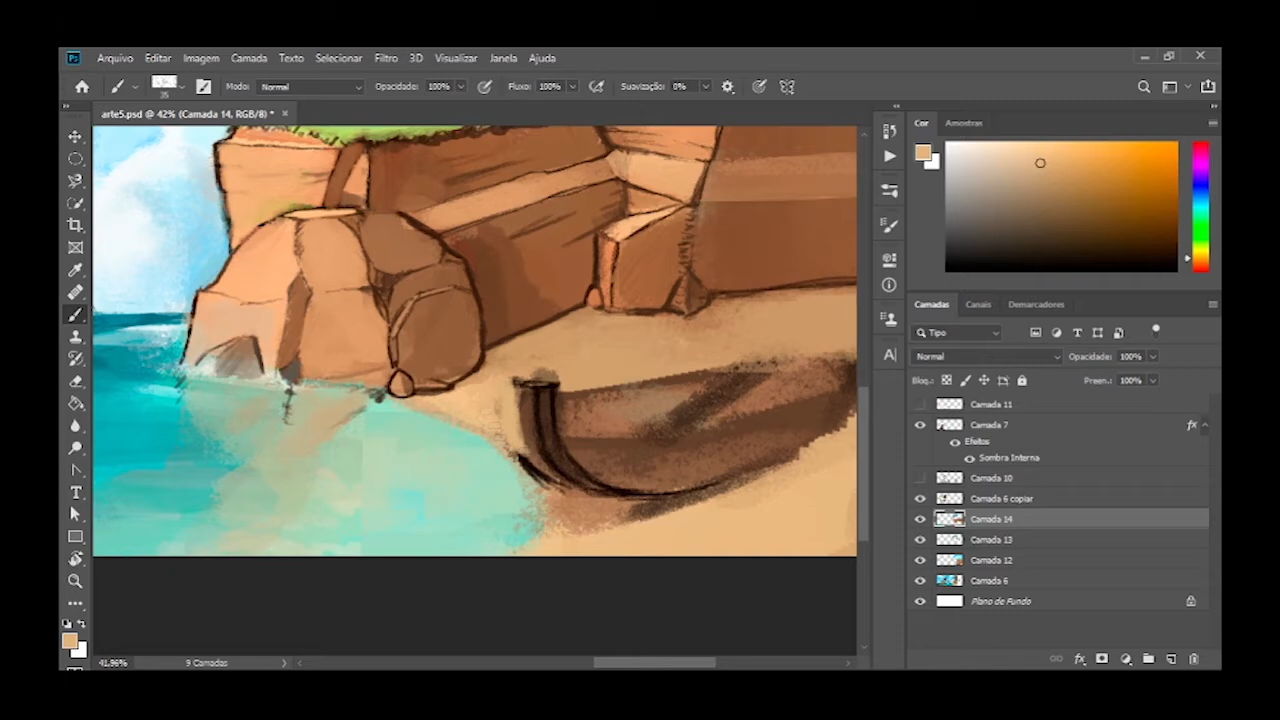 Ps Arquivo Editar Imagem Camada Texto Selecionar Filtro 3D Visualizar Janela Ajuda
35 Modo: Normal Opacidade: 100% Fluxo: 100% Suavização: 0%
arte5.psd @ 42% (Camada 14, RGB/8) *
Cor Amostras
Camadas Canais Demarcadores
Tipo
Normal Opacidade: 100%
Bloq.: Preen.: 100%
Camada 11
Camada 7 fx
Efeitos
Sombra Interna
Camada 10
Camada 6 copiar
Camada 14
Camada 13
Camada 12
Camada 6
Plano de Fundo
41,96% 9 Camadas